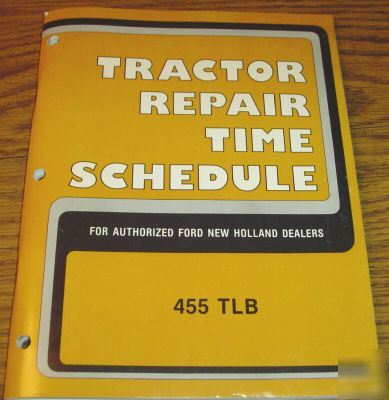 TRACTOR
REPAIR
TIME
SCHEDULE
FOR AUTHORIZED FORD NEW HOLLAND DEALERS
455 TLB